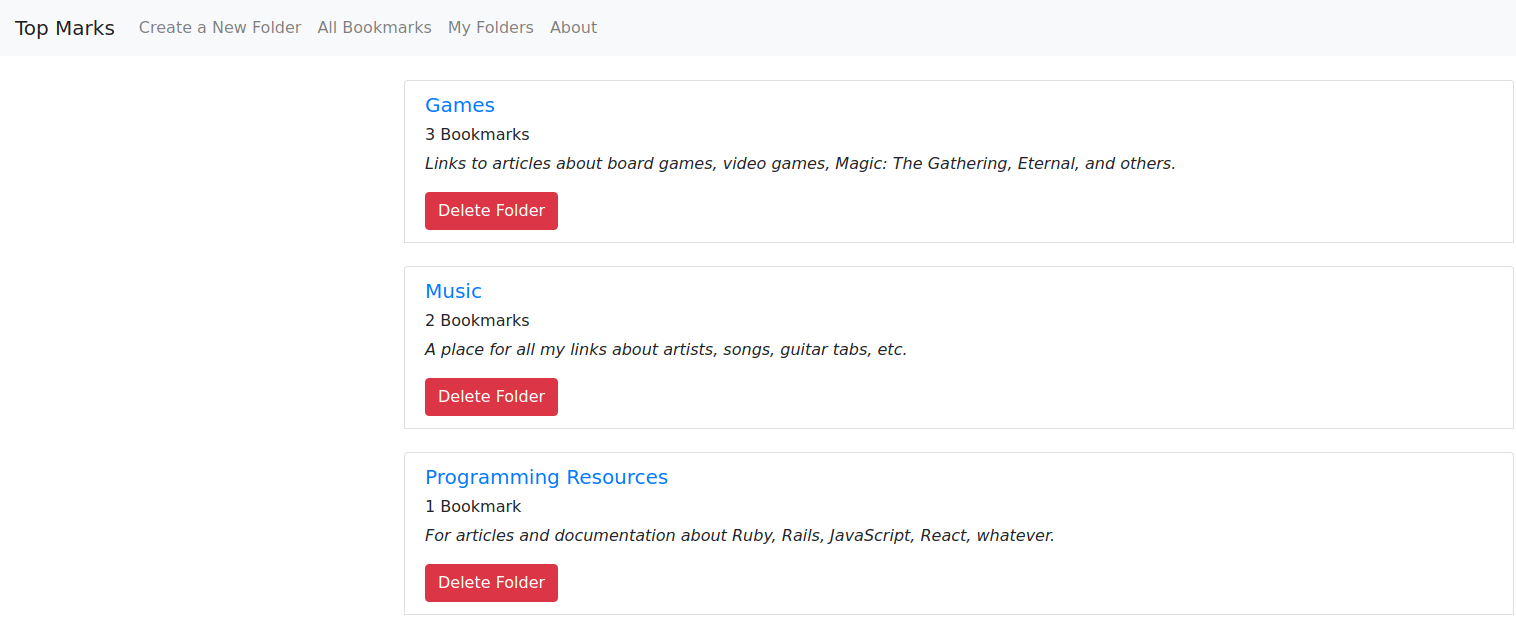 Top Marks Create a New Folder All Bookmarks My Folders About
Games
3 Bookmarks
Links to articles about board games, video games, Magic: The Gathering, Eternal, and others.
Delete Folder
Music
2 Bookmarks
A place for all my links about artists, songs, guitar tabs, etc.
Delete Folder
Programming Resources
1 Bookmark
For articles and documentation about Ruby, Rails, JavaScript, React, whatever.
Delete Folder